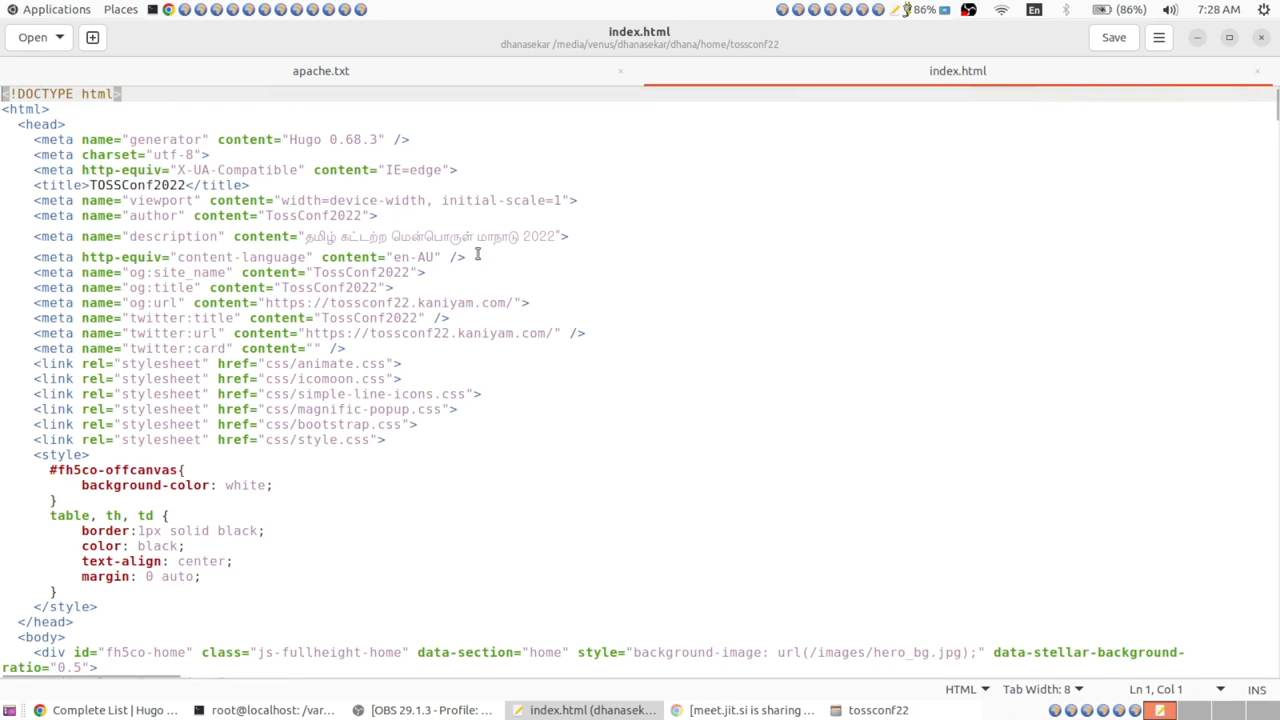 Applications Places 86% En (86%) 7:28 AM
Open index.html Save
dhanasekar /media/venus/dhanasekar/dhana/home/tossconf22
apache.txt × index.html ×
<!DOCTYPE html>
<html>
<head>
<meta name="generator" content="Hugo 0.68.3" />
<meta charset="utf-8">
<meta http-equiv="X-UA-Compatible" content="IE=edge">
<title>TOSSConf2022</title>
<meta name="viewport" content="width=device-width, initial-scale=1">
<meta name="author" content="TossConf2022">
<meta name="description" content="தமிழ் கட்டற்ற மென்பொருள் மாநாடு 2022">
<meta http-equiv="content-language" content="en-AU" />
<meta name="og:site_name" content="TossConf2022">
<meta name="og:title" content="TossConf2022">
<meta name="og:url" content="https://tossconf22.kaniyam.com/">
<meta name="twitter:title" content="TossConf2022" />
<meta name="twitter:url" content="https://tossconf22.kaniyam.com/" />
<meta name="twitter:card" content="" />
<link rel="stylesheet" href="css/animate.css">
<link rel="stylesheet" href="css/icomoon.css">
<link rel="stylesheet" href="css/simple-line-icons.css">
<link rel="stylesheet" href="css/magnific-popup.css">
<link rel="stylesheet" href="css/bootstrap.css">
<link rel="stylesheet" href="css/style.css">
<style>
#fh5co-offcanvas{
background-color: white;
}
table, th, td {
border:1px solid black;
color: black;
text-align: center;
margin: 0 auto;
}
</style>
</head>
<body>
<div id="fh5co-home" class="js-fullheight-home" data-section="home" style="background-image: url(/images/hero_bg.jpg);" data-stellar-background-
ratio="0.5">
HTML Tab Width: 8 Ln 1, Col 1 INS
Complete List | Hugo ... root@localhost: /var... [OBS 29.1.3 - Profile: ... index.html (dhanasek... [meet.jit.si is sharing ... tossconf22